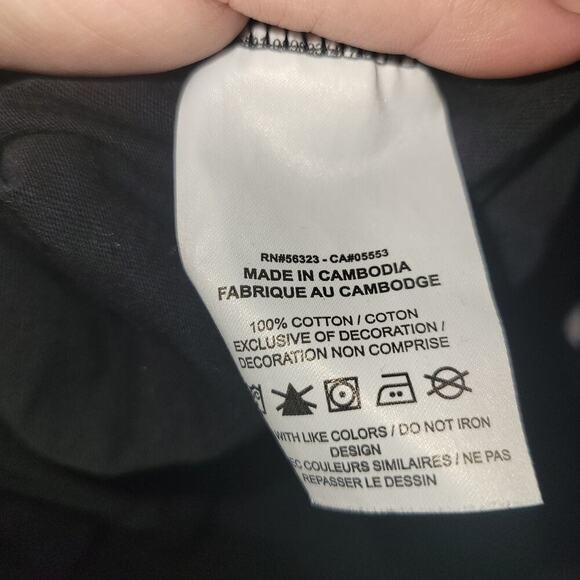 RN#56323 - CA#05553
MADE IN CAMBODIA
FABRIQUE AU CAMBODGE
100% COTTON / COTON
EXCLUSIVE OF DECORATION /
DECORATION NON COMPRISE
WITH LIKE COLORS / DO NOT IRON
DESIGN
COULEURS SIMILAIRES / NE PAS
REPASSER LE DESSIN